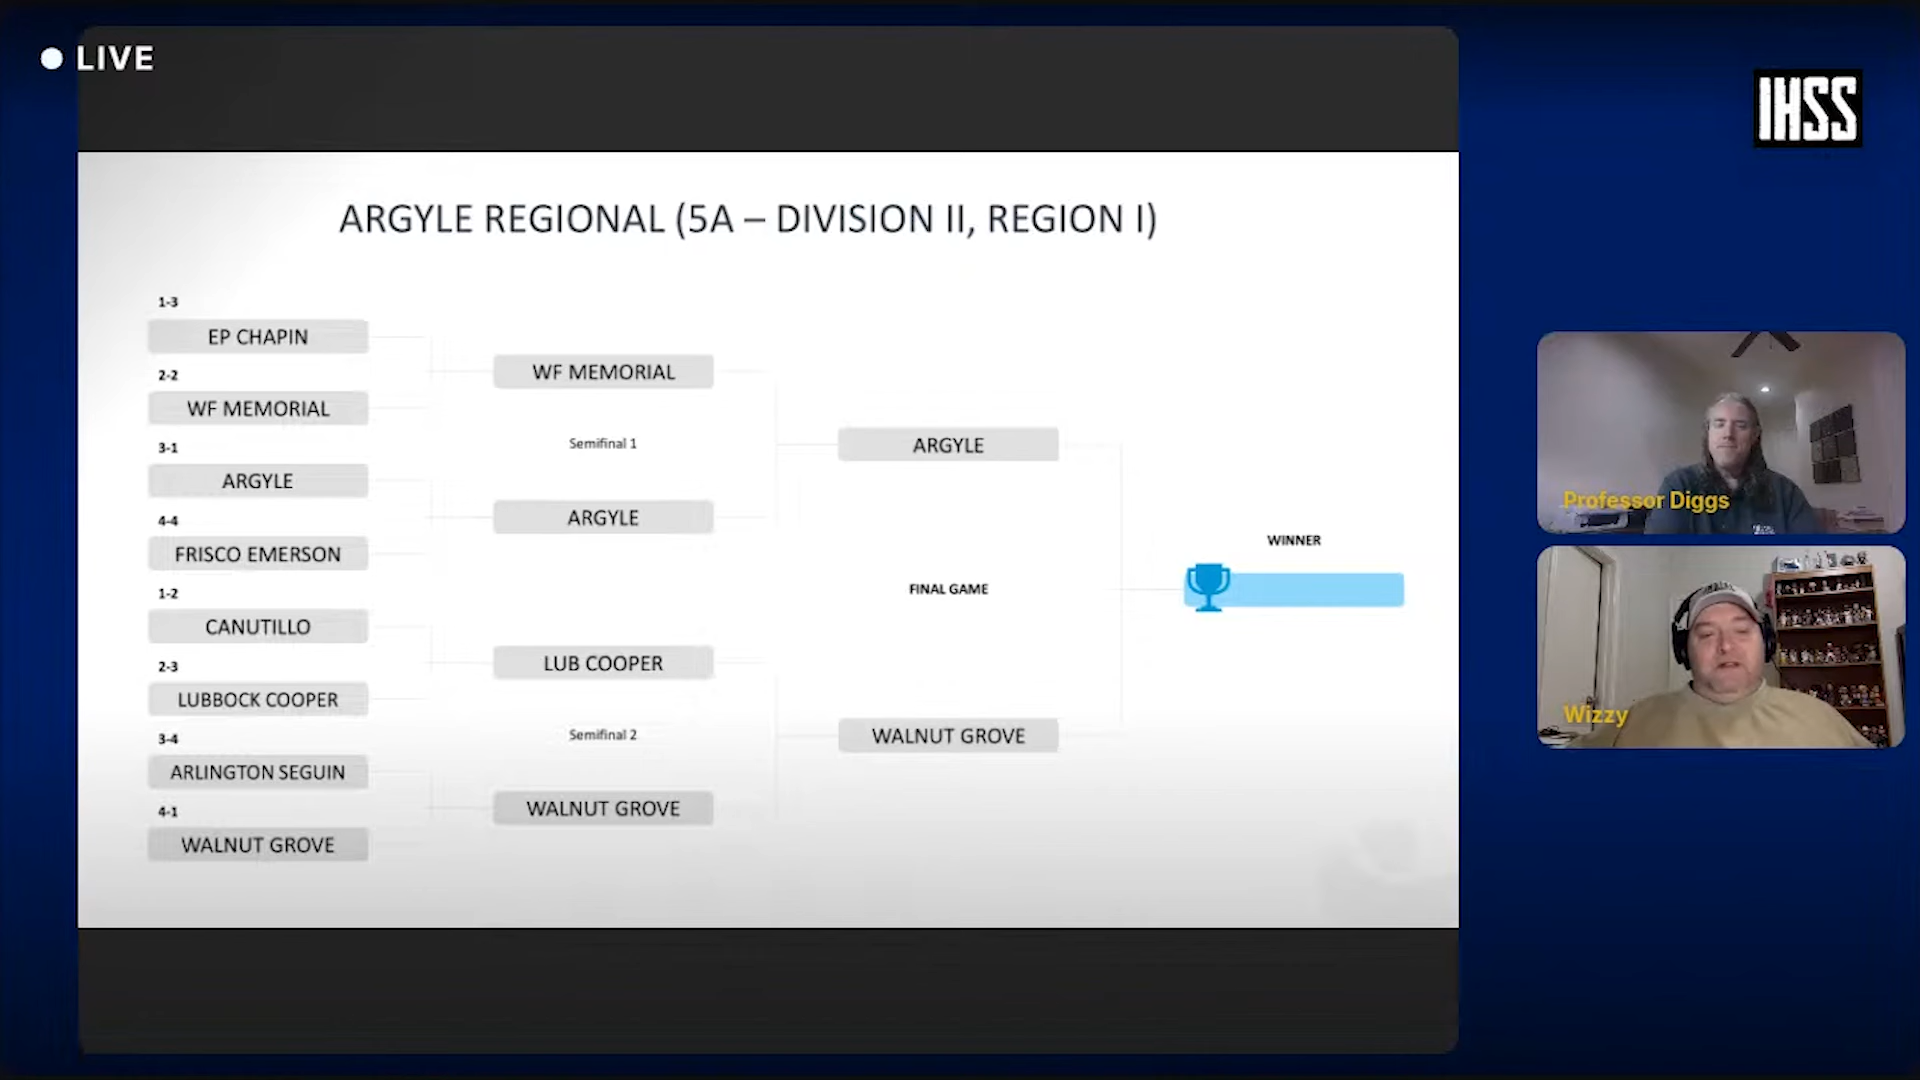 LIVE
IHSS
ARGYLE REGIONAL (5A – DIVISION II, REGION I)
1-3
EP CHAPIN
2-2
WF MEMORIAL
3-1
ARGYLE
4-4
FRISCO EMERSON
1-2
CANUTILLO
2-3
LUBBOCK COOPER
3-4
ARLINGTON SEGUIN
4-1
WALNUT GROVE
WF MEMORIAL
Semifinal 1
ARGYLE
LUB COOPER
Semifinal 2
WALNUT GROVE
ARGYLE
FINAL GAME
WALNUT GROVE
WINNER
Professor Diggs
Wizzy